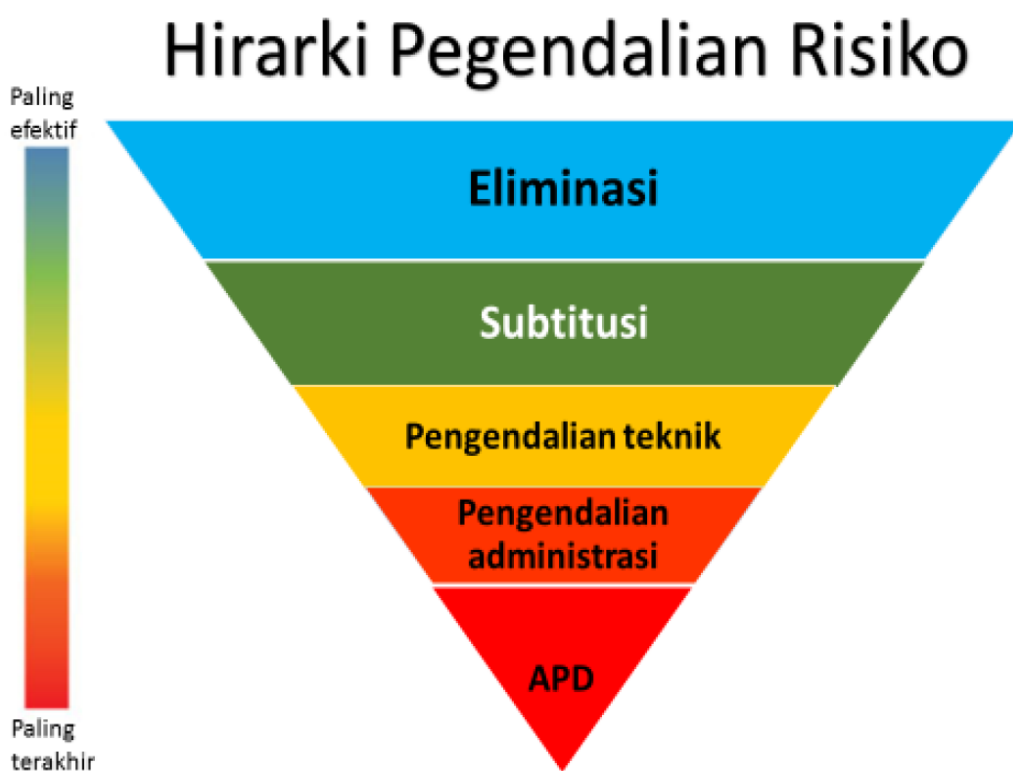 Hirarki Pegendalian Risiko
Paling
efektif
Eliminasi
Subtitusi
Pengendalian teknik
Pengendalian
administrasi
APD
Paling
terakhir